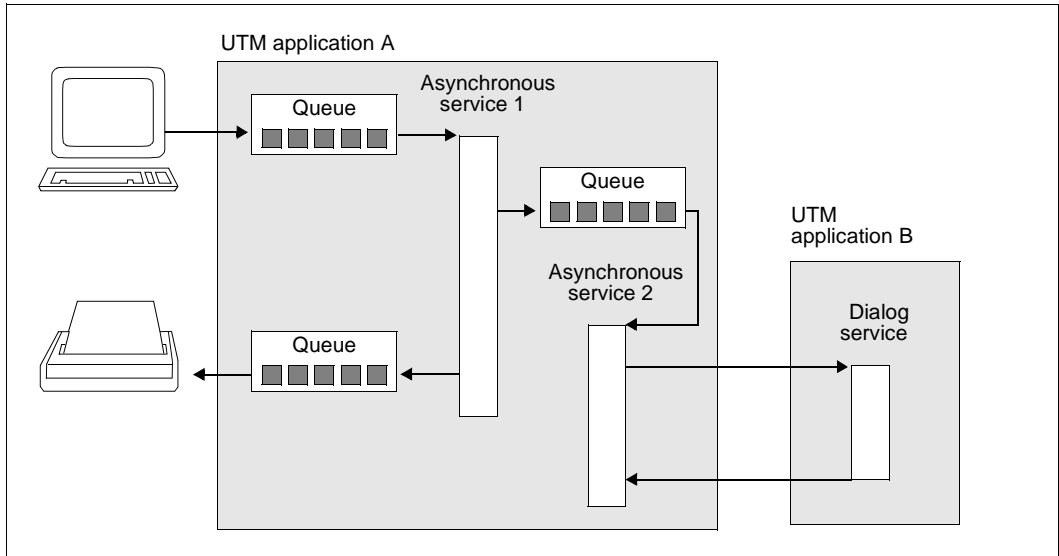 UTM application A
Asynchronous
service 1
Queue
Queue
UTM
application B
Asynchronous
service 2
Dialog
service
Queue